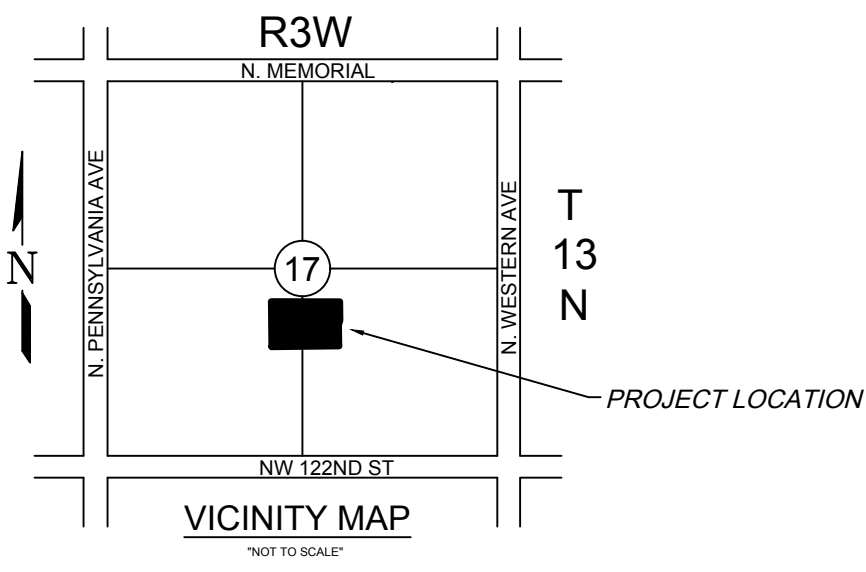 R3W
N. MEMORIAL
N. PENNSYLVANIA AVE
N
17
N. WESTERN AVE
T
13
N
PROJECT LOCATION
NW 122ND ST
VICINITY MAP
"NOT TO SCALE"